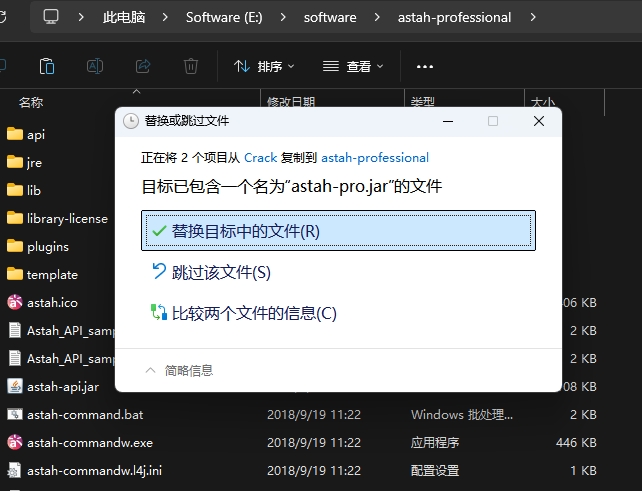 此电脑 > Software (E:) > software > astah-professional >
排序 查看 •••
名称 修改日期 类型 大小
替换或跳过文件
正在将 2 个项目从 Crack 复制到 astah-professional
目标已包含一个名为“astah-pro.jar”的文件
替换目标中的文件(R)
跳过该文件(S)
比较两个文件的信息(C)
简略信息
api
jre
lib
library-license
plugins
template
astah.ico 06 KB
Astah_API_samp 2 KB
Astah_API_samp 2 KB
astah-api.jar 08 KB
astah-command.bat 2018/9/19 11:22 Windows 批处理... 2 KB
astah-commandw.exe 2018/9/19 11:22 应用程序 446 KB
astah-commandw.l4j.ini 2018/9/19 11:22 配置设置 1 KB